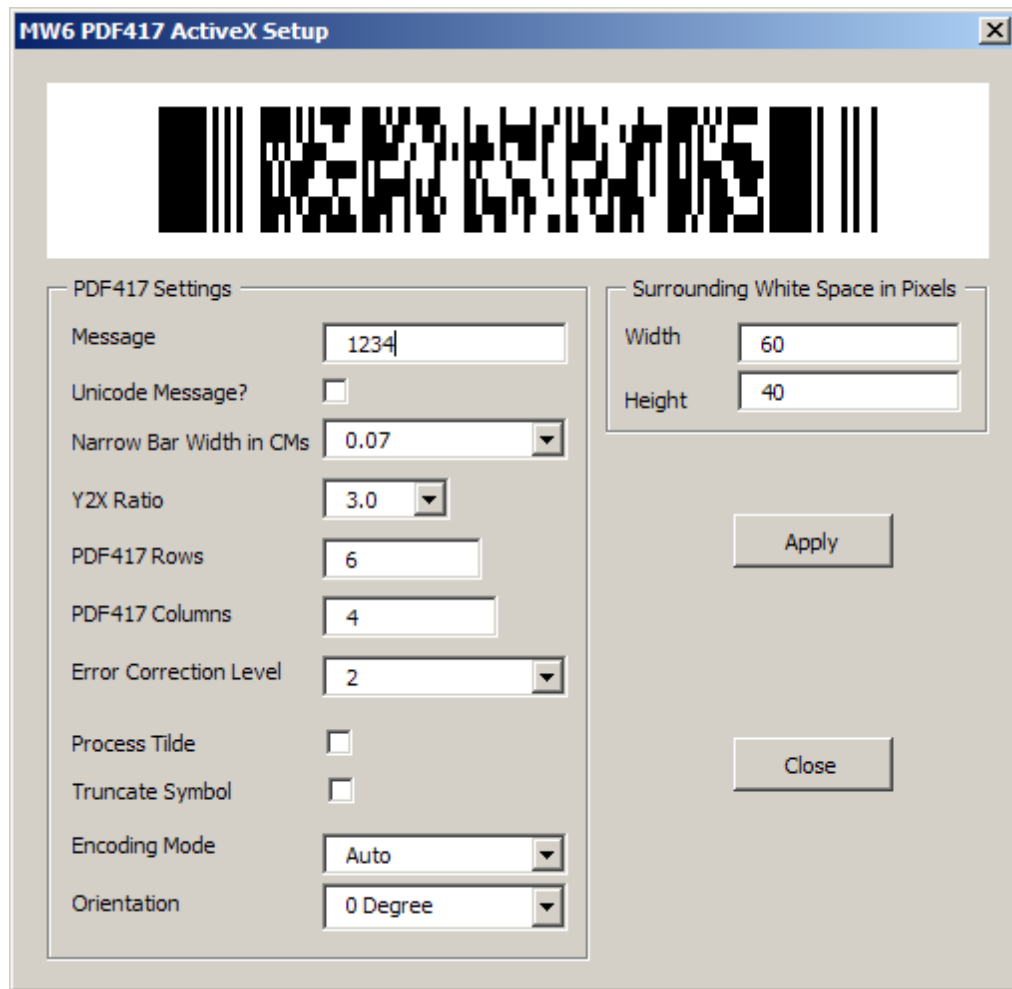 MW6 PDF417 ActiveX Setup
PDF417 Settings
Message 1234
Unicode Message?
Narrow Bar Width in CMs 0.07
Y2X Ratio 3.0
PDF417 Rows 6
PDF417 Columns 4
Error Correction Level 2
Process Tilde
Truncate Symbol
Encoding Mode Auto
Orientation 0 Degree
Surrounding White Space in Pixels
Width 60
Height 40
Apply
Close